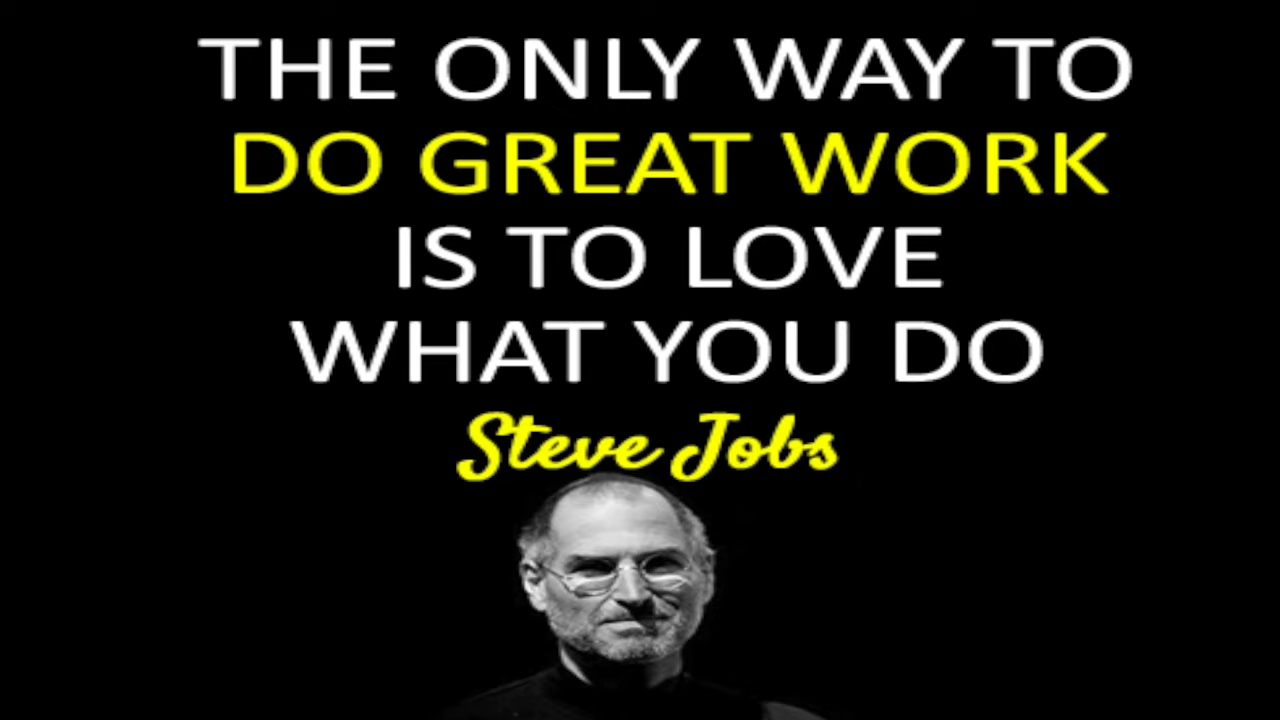 THE ONLY WAY TO
DO GREAT WORK
IS TO LOVE
WHAT YOU DO
Steve Jobs